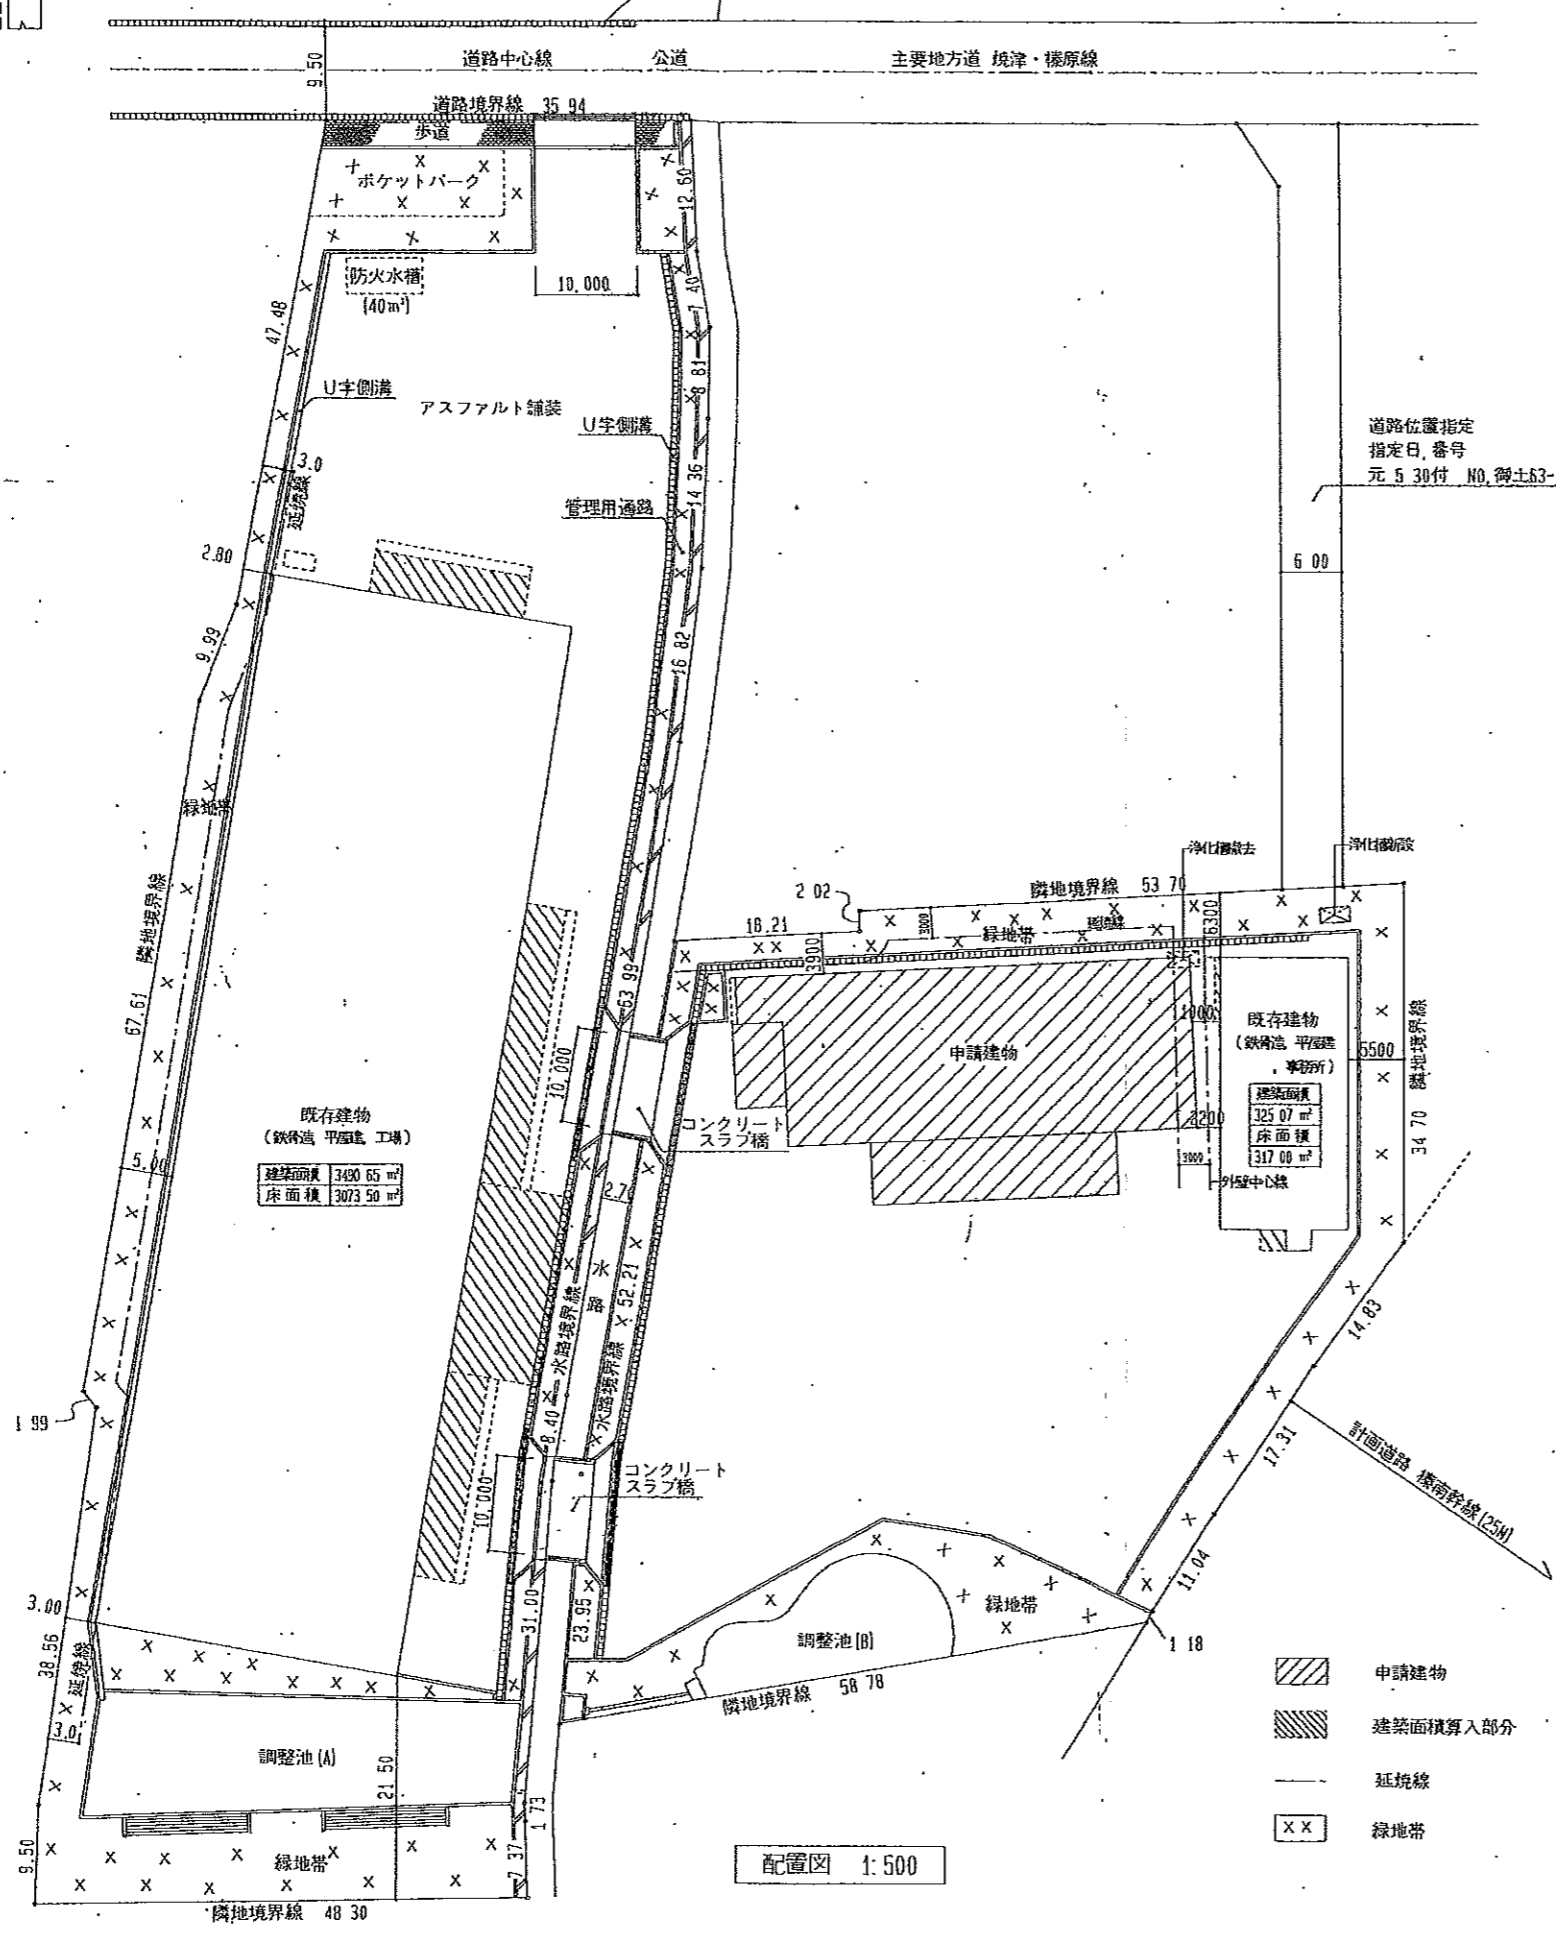 9.50
道路中心線
公道
主要地方道 焼津・榛原線
道路境界線 35 94
歩道
ポケットパーク
12.60
防火水槽
(40㎥)
10.000
7 40
47.48
8 81
U字側溝
アスファルト舗装
U字側溝
道路位置指定
指定日, 番号
元 5 30付 NO,御土63-
3.0
延焼線
14 36
管理用通路
2.80
6 00
9.99
16 82
緑地帯
隣地境界線
浄化槽撤去
浄化槽新設
2 02
隣地境界線 53 70
18.21
3000
緑地帯
延焼線
6300
3900
63 99
67.61
10,000
申請建物
1000
既存建物
(鉄骨造, 平屋建
, 事務所)
5500
隣地境界線
34 70
建築面積
325 07 ㎡
床面積
317 00 ㎡
コンクリート
スラブ橋
2200
3000
外壁中心線
既存建物
(鉄骨造, 平屋建, 工場)
5.00
建築面積 3490 65 ㎡
床面積 3073 50 ㎡
2.7
水路
52.21
水路境界線
水路境界線
8.40
14.83
1 99
コンクリート
スラブ橋
10,000
17.31
計画道路 榛南幹線(25M)
11.04
3.00
31.00
23.95
緑地帯
調整池(B)
1 18
38.56
延焼線
隣地境界線 58 78
3.0
調整池(A)
21 50
1 73
申請建物
建築面積算入部分
延焼線
X X 緑地帯
9.50
緑地帯
7 37
配置図 1:500
隣地境界線 48 30